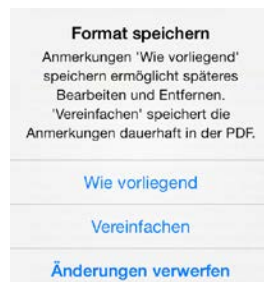 Format speichern
Anmerkungen 'Wie vorliegend'
speichern ermöglicht späteres
Bearbeiten und Entfernen.
'Vereinfachen' speichert die
Anmerkungen dauerhaft in der PDF.
Wie vorliegend
Vereinfachen
Änderungen verwerfen